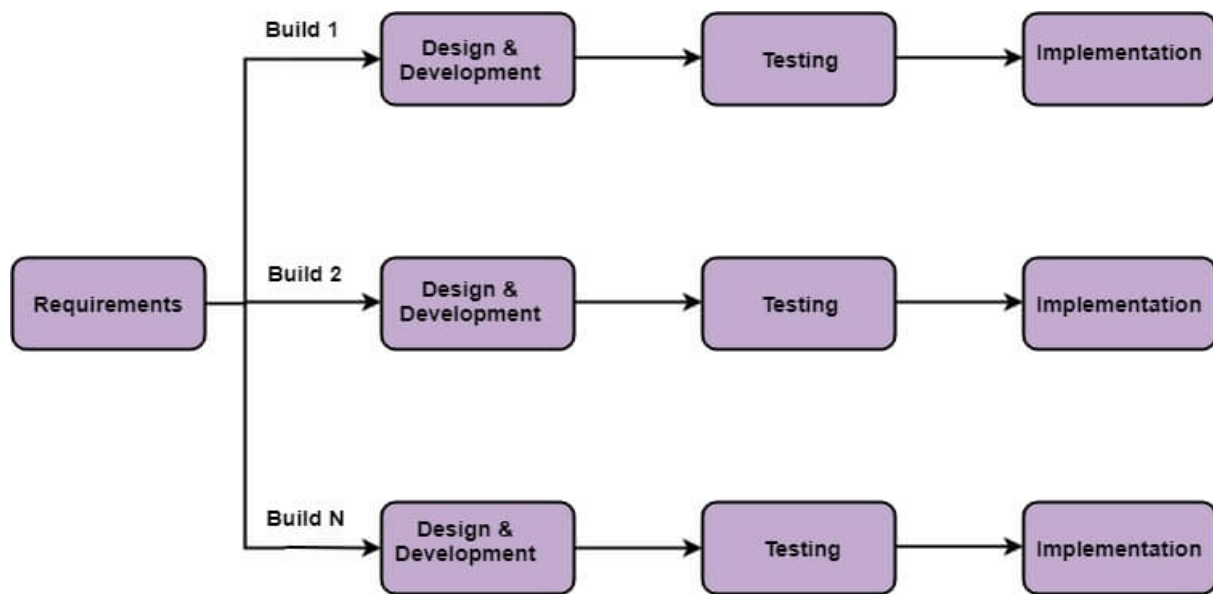 Build 1
Design &
Development
Testing
Implementation
Requirements
Build 2
Design &
Development
Testing
Implementation
Build N
Design &
Development
Testing
Implementation